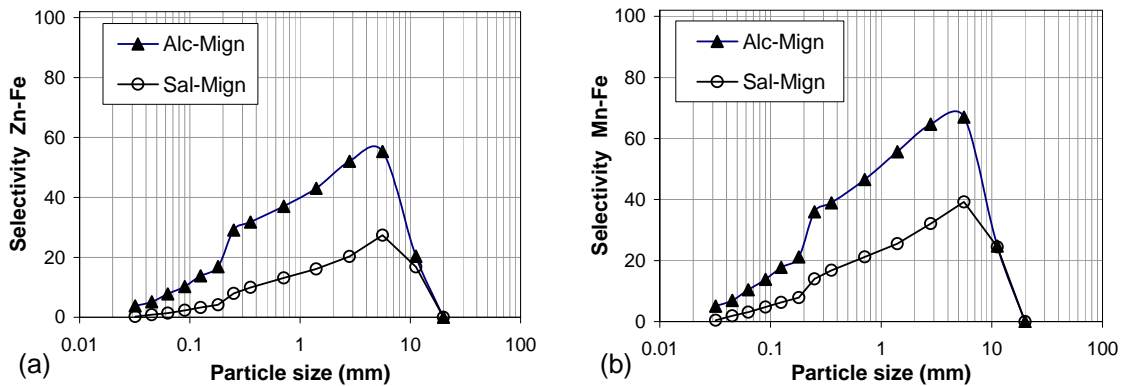 100
80
60
40
20
0
Selectivity Zn-Fe
Alc-Mign
Sal-Mign
0.01 0.1 1 10 100
Particle size (mm)
(a)
100
80
60
40
20
0
Selectivity Mn-Fe
Alc-Mign
Sal-Mign
0.01 0.1 1 10 100
Particle size (mm)
(b)